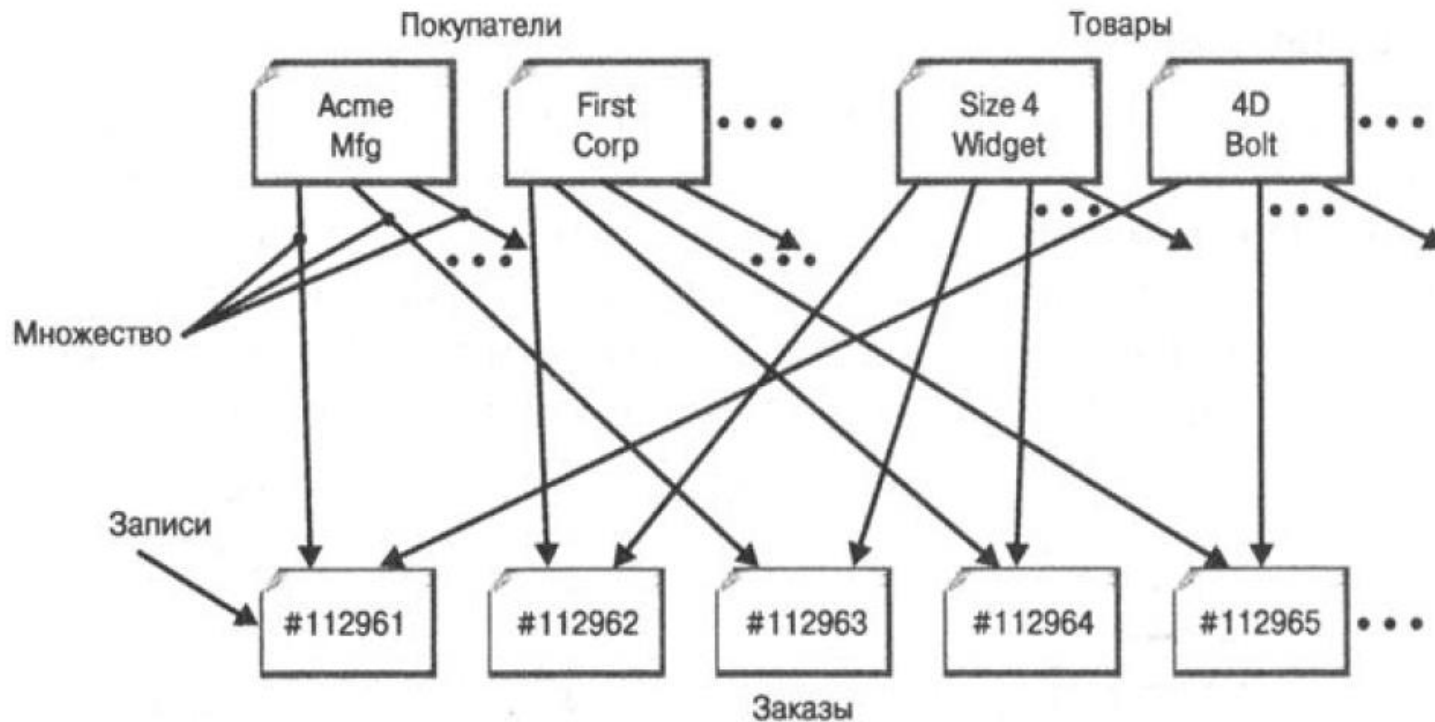 Покупатели
Товары
Acme
Mfg
First
Corp
Size 4
Widget
4D
Bolt
Множество
Записи
#112961
#112962
#112963
#112964
#112965
Заказы